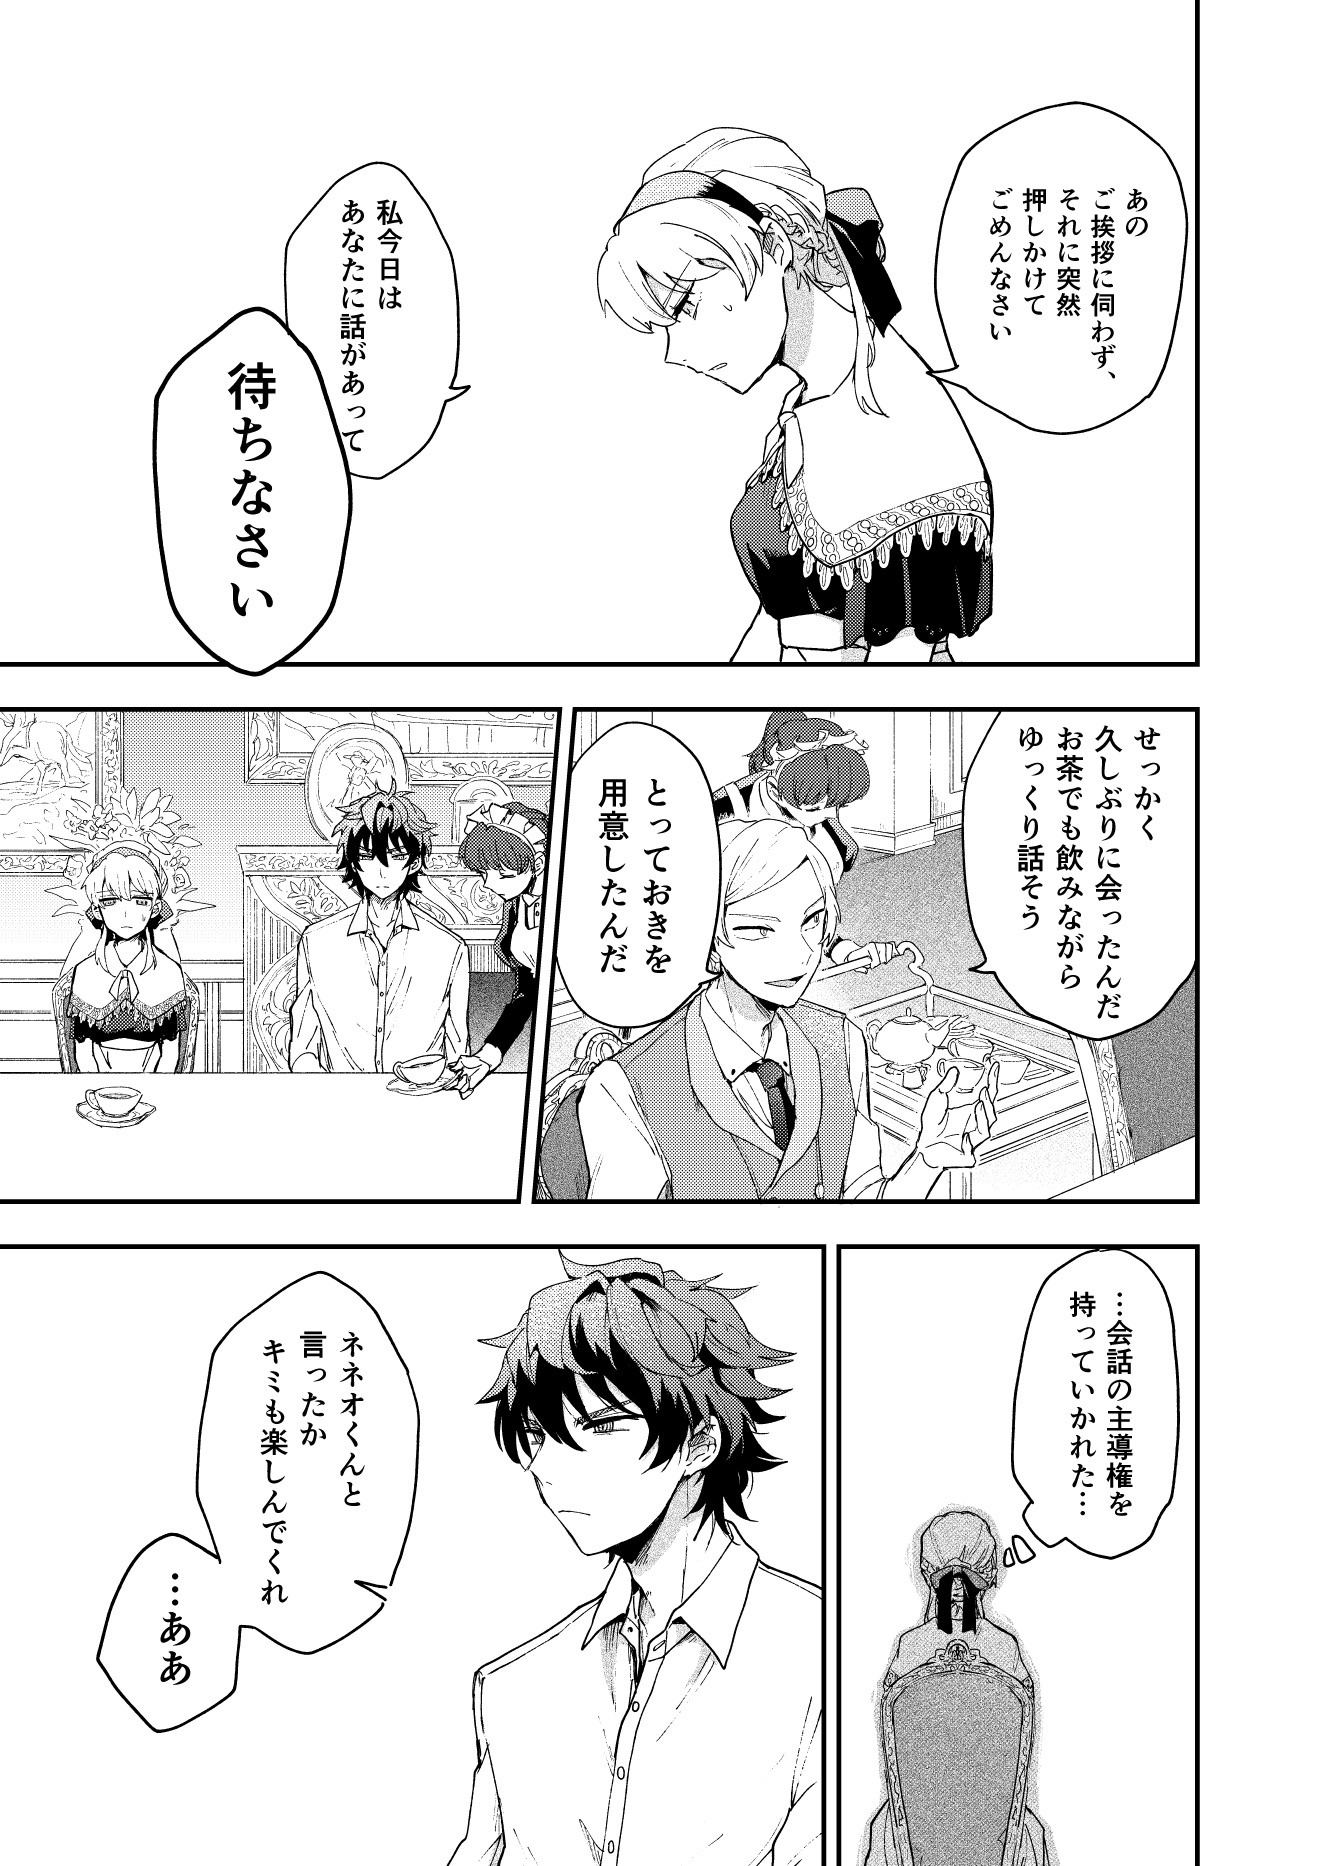 あの
ご挨拶に伺わず、
それに突然
押しかけて
ごめんなさい
私今日は
あなたに話があって
待ちなさい
せっかく
久しぶりに会ったんだ
お茶でも飲みながら
ゆっくり話そう
とっておきを
用意したんだ
…会話の主導権を
持っていかれた…
ネネオくんと
言ったか
キミも楽しんでくれ
…ああ